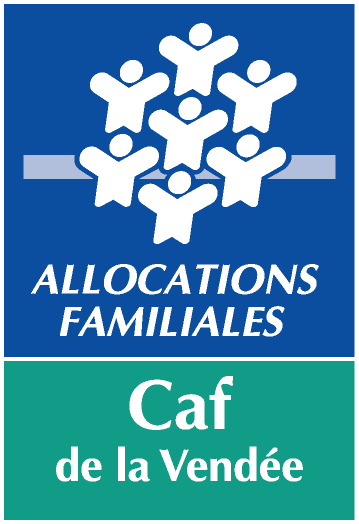 ALLOCATIONS
FAMILIALES
Caf
de la Vendée